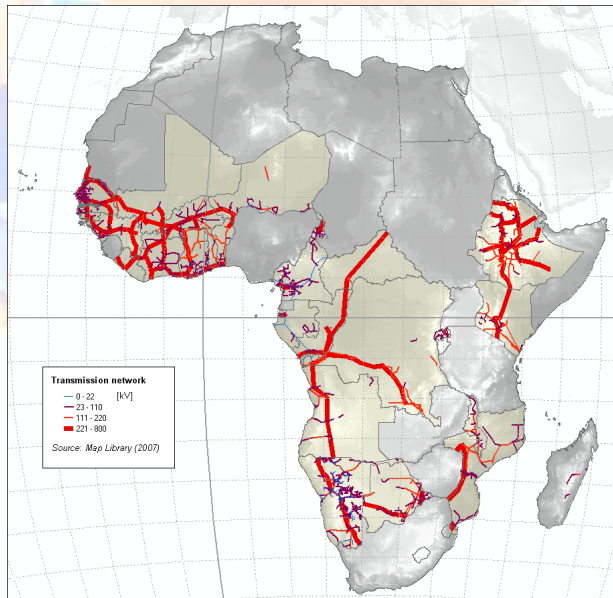 Transmission network
0 - 22 [kV]
23 - 110
111 - 220
221 - 800
Source: Map Library (2007)